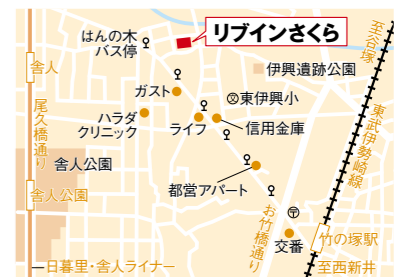 はんの木
バス停
リブインさくら
至谷塚
舎人
ガスト
文東伊興小
伊興遺跡公園
尾久橋通り
ハラダ
クリニック
ライフ
信用金庫
東武伊勢崎線
舎人公園
都営アパート
舎人公園
お竹橋通り
〒
竹の塚駅
交番
日暮里・舎人ライナー
至西新井